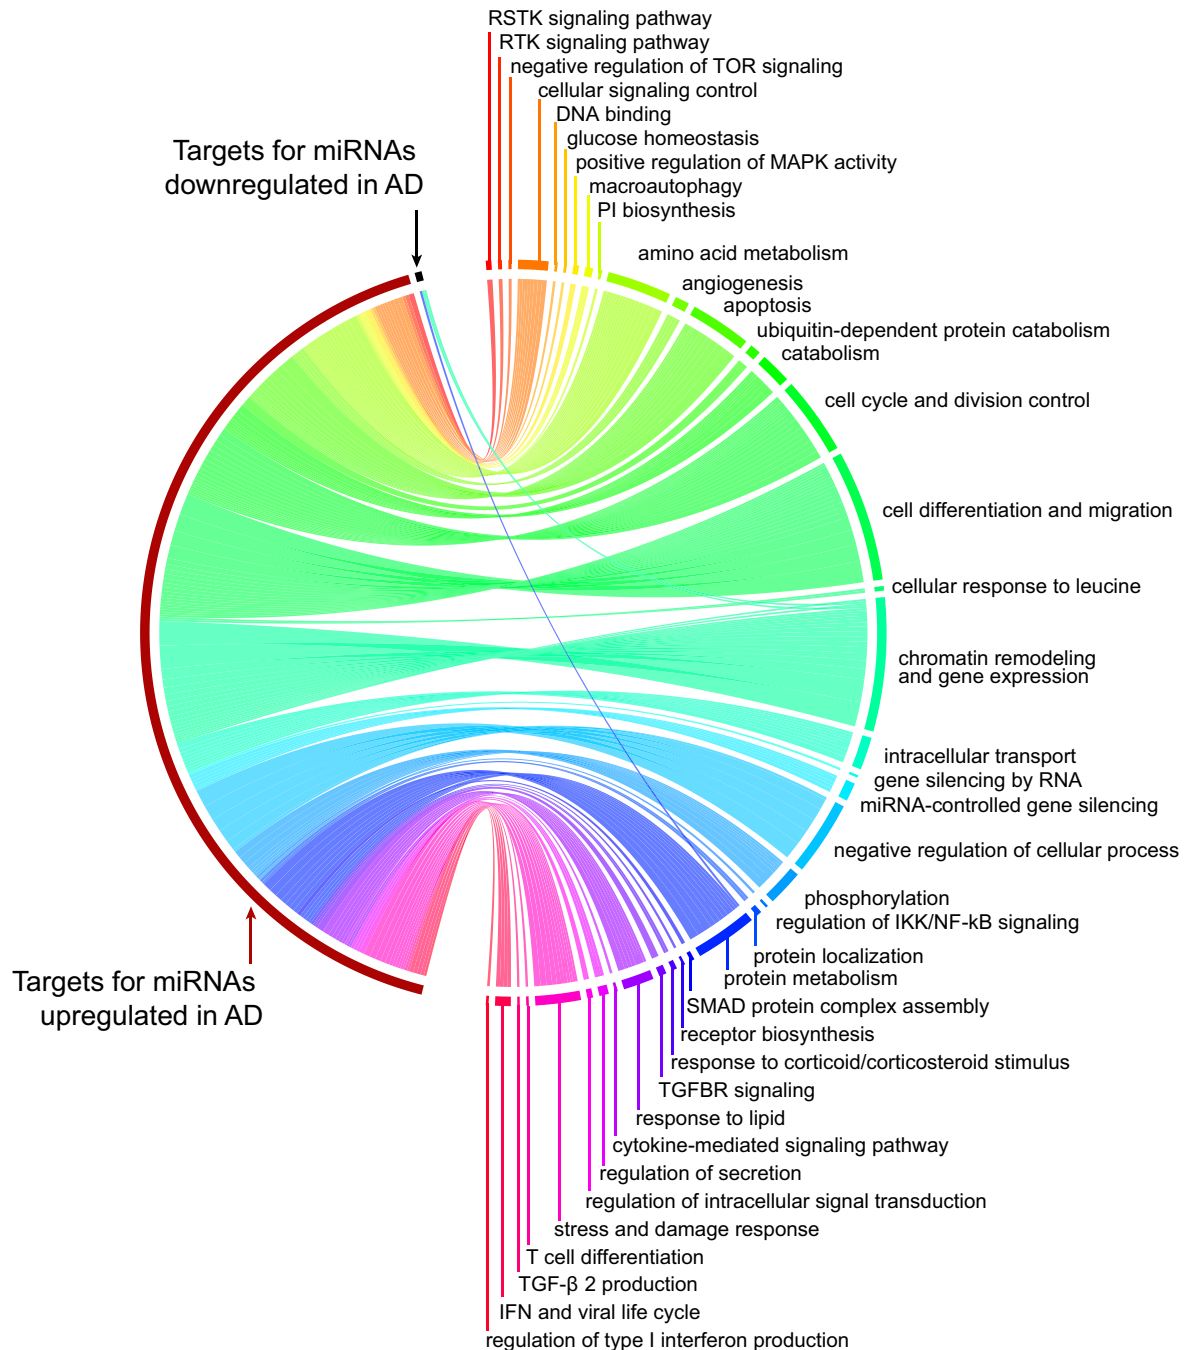 RSTK signaling pathway
RTK signaling pathway
negative regulation of TOR signaling
cellular signaling control
DNA binding
glucose homeostasis
positive regulation of MAPK activity
macroautophagy
PI biosynthesis
Targets for miRNAs
downregulated in AD
amino acid metabolism
angiogenesis
apoptosis
ubiquitin-dependent protein catabolism
catabolism
cell cycle and division control
cell differentiation and migration
cellular response to leucine
chromatin remodeling
and gene expression
intracellular transport
gene silencing by RNA
miRNA-controlled gene silencing
negative regulation of cellular process
phosphorylation
regulation of IKK/NF-kB signaling
protein localization
protein metabolism
Targets for miRNAs
upregulated in AD
SMAD protein complex assembly
receptor biosynthesis
response to corticoid/corticosteroid stimulus
TGFBR signaling
response to lipid
cytokine-mediated signaling pathway
regulation of secretion
regulation of intracellular signal transduction
stress and damage response
T cell differentiation
TGF-β 2 production
IFN and viral life cycle
regulation of type I interferon production